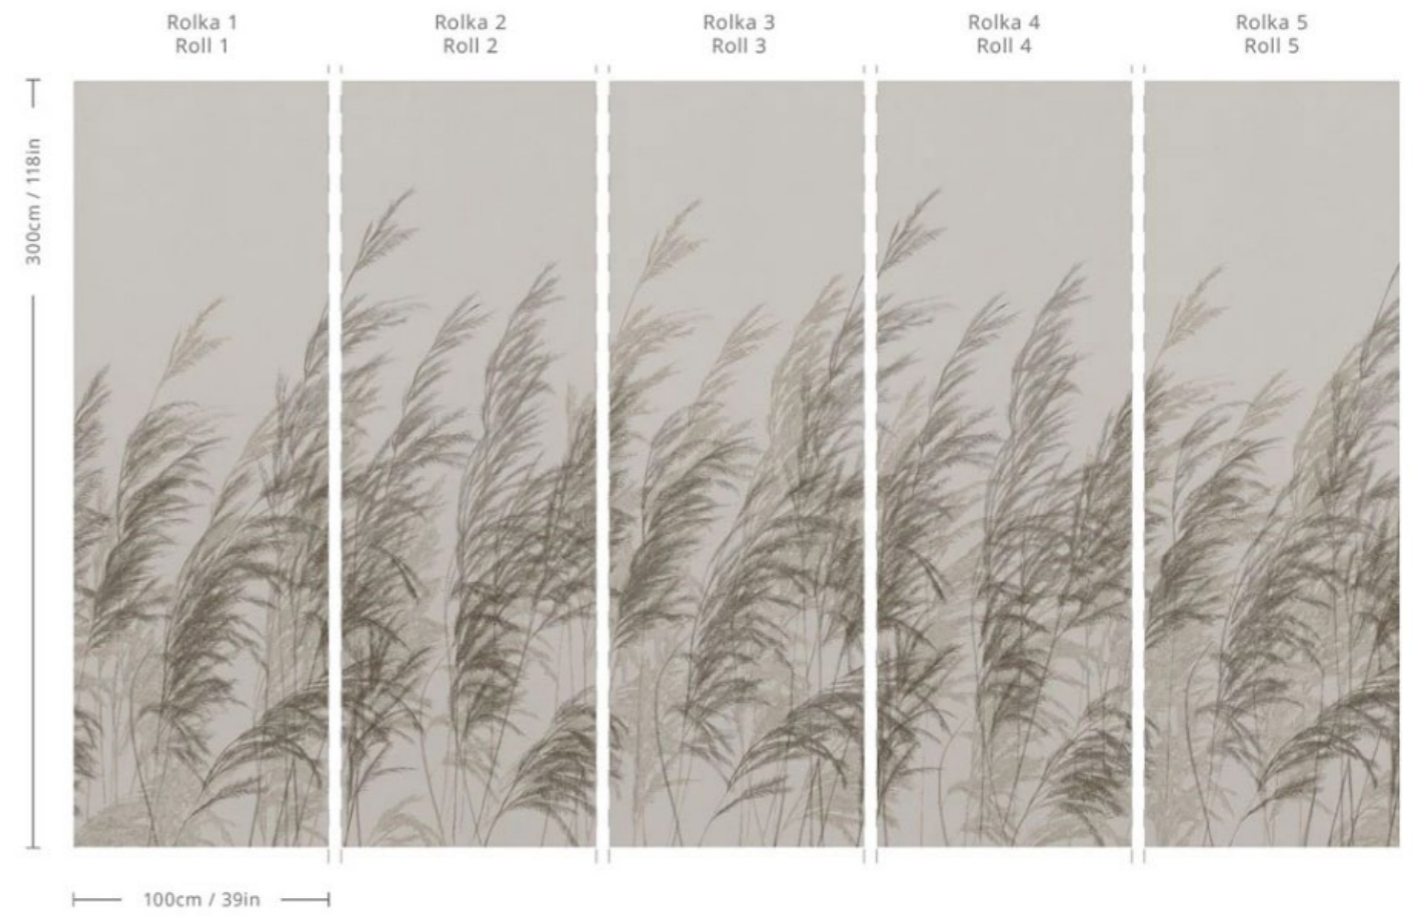 Rolka 1
Roll 1
Rolka 2
Roll 2
Rolka 3
Roll 3
Rolka 4
Roll 4
Rolka 5
Roll 5
300cm / 118in
100cm / 39in